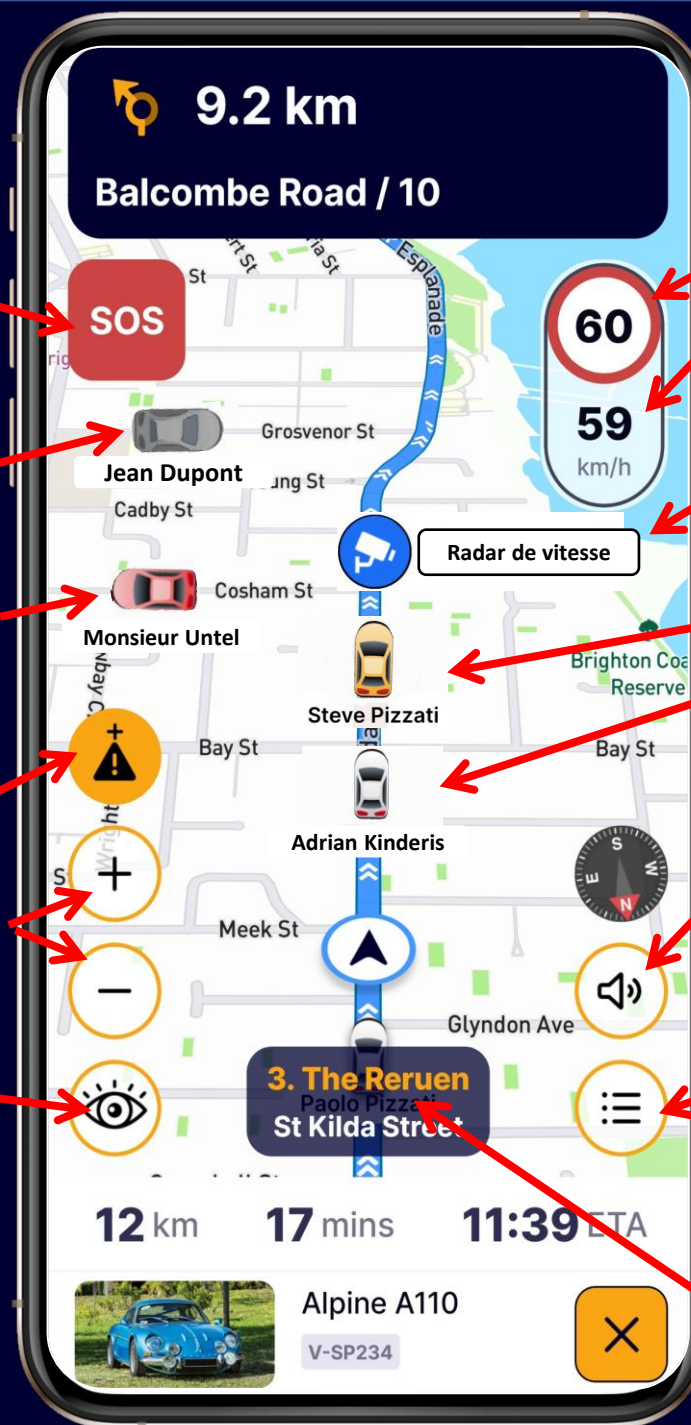 9.2 km
Balcombe Road / 10
St
Esplanade
SOS
60
59
km/h
Jean Dupont
Grosvenor St
Cadby St
Radar de vitesse
Cosham St
Monsieur Untel
Steve Pizzati
Brighton Coa
Reserve
Bay St
Bay St
Adrian Kinderis
+
S
W
E
N
Meek St
−
Glyndon Ave
3. The Reruen
Paolo Pizzati
St Kilda Street
12 km
17 mins
11:39 ETA
Alpine A110
V-SP234